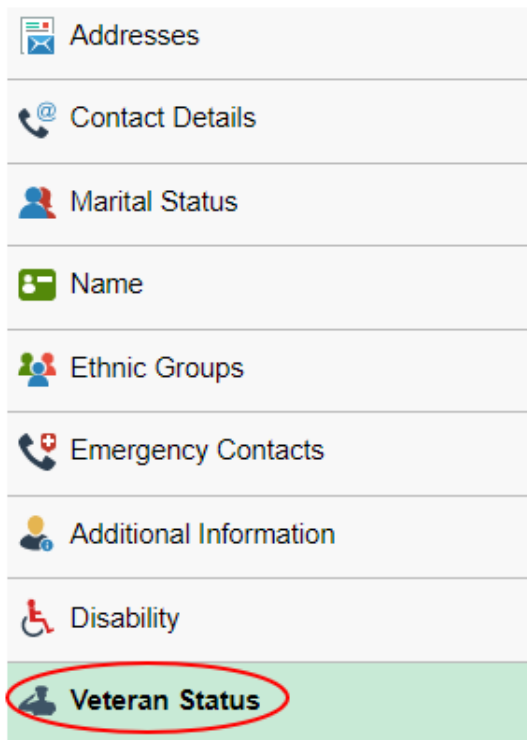 Addresses
@
Contact Details
Marital Status
Name
Ethnic Groups
Emergency Contacts
Additional Information
Disability
Veteran Status